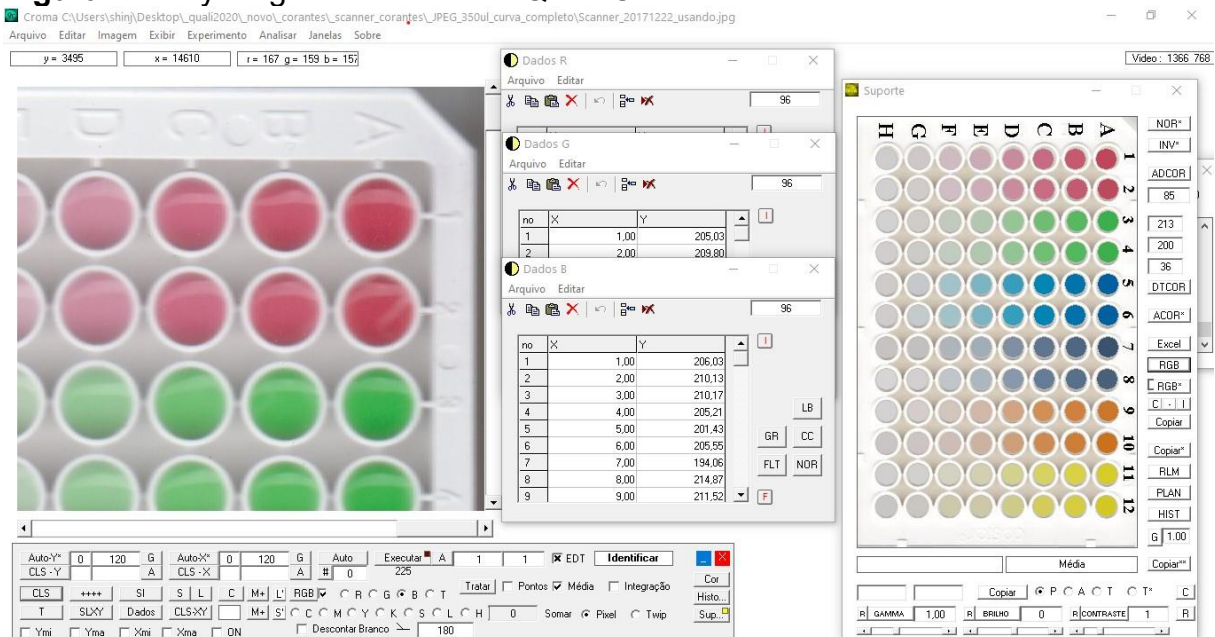 Croma C:\Users\shinj\Desktop\_quali2020\_novo\_corantes\_scanner_corantes\_JPEG_350ul_curva_completo\Scanner_20171222_usando.jpg
Arquivo Editar Imagem Exibir Experimento Analisar Janelas Sobre
y = 3495 x = 14610 r = 167 g = 159 b = 157
Video : 1366 768
Dados R
Arquivo Editar
96
Dados G
Arquivo Editar
96
no X Y
1 1,00 205,03
2 2,00 209,80
Dados B
Arquivo Editar
96
no X Y
1 1,00 206,03
2 2,00 210,13
3 3,00 210,17
4 4,00 205,21
5 5,00 201,43
6 6,00 205,55
7 7,00 194,06
8 8,00 214,87
9 9,00 211,52
I
LB
GR CC
FLT NOR
F
D C B A
Suporte
H G F E D C B A
1
2
3
4
5
6
7
8
9
10
11
12
NOR*
INV*
ADCOR
85
213
200
36
DTCOR
ACOR*
Excel
RGB
RGB*
C - I
Copiar
Copiar*
RLM
PLAN
HIST
G 1.00
Média Copiar**
Copiar P C A C T T* C
R GAMMA 1,00 R BRILHO 0 R CONTRASTE 1 R
Auto-Y* 0 120 G Auto-X* 0 120 G Auto Executar* A 1 1 EDT Identificar
CLS - Y A CLS - X A # 0 225
CLS ++++ SI S L C M+ L' RGB C R C G B C T Tratar Pontos Média Integração Cor
Histo...
T SLXY Dados CLS-XY M+ S' C C C M C Y C K C S C L C H 0 Somar Pixel Twip Sup...
Ymi Yma Xmi Xma ON Descontar Branco 180